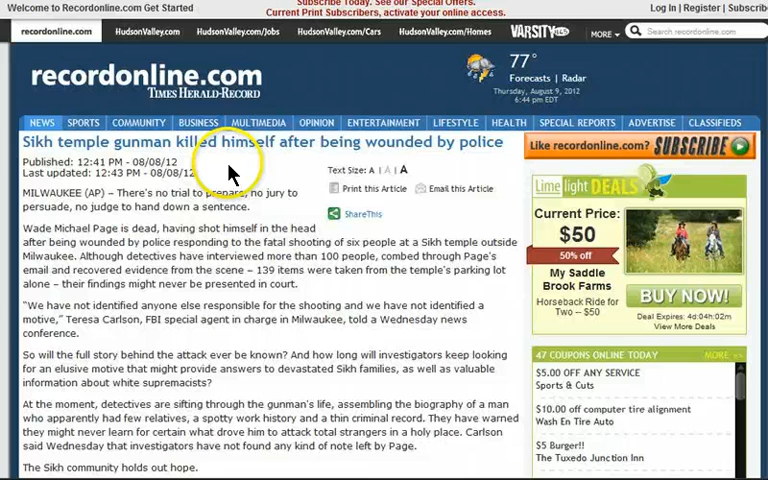 Welcome to Recordonline.com Get Started
Subscribe Today. See our Special Offers.
Current Print Subscribers, activate your online access.
Log In | Register | Subscribe
recordonline.com HudsonValley.com HudsonValley.com/Jobs HudsonValley.com/Cars HudsonValley.com/Homes VARSITY845 MORE Search recordonline.com
recordonline.com
TIMES HERALD-RECORD
77°
Forecasts | Radar
Thursday, August 9, 2012
6:44 pm EDT
NEWS SPORTS COMMUNITY BUSINESS MULTIMEDIA OPINION ENTERTAINMENT LIFESTYLE HEALTH SPECIAL REPORTS ADVERTISE CLASSIFIEDS
Sikh temple gunman killed himself after being wounded by police
Published: 12:41 PM - 08/08/12
Last updated: 12:43 PM - 08/08/12
Text Size: A | A | A
Print this Article Email this Article
ShareThis
MILWAUKEE (AP) – There's no trial to prepare, no jury to
persuade, no judge to hand down a sentence.
Wade Michael Page is dead, having shot himself in the head
after being wounded by police responding to the fatal shooting of six people at a Sikh temple outside
Milwaukee. Although detectives have interviewed more than 100 people, combed through Page's
email and recovered evidence from the scene – 139 items were taken from the temple's parking lot
alone – their findings might never be presented in court.
"We have not identified anyone else responsible for the shooting and we have not identified a
motive," Teresa Carlson, FBI special agent in charge in Milwaukee, told a Wednesday news
conference.
So will the full story behind the attack ever be known? And how long will investigators keep looking
for an elusive motive that might provide answers to devastated Sikh families, as well as valuable
information about white supremacists?
At the moment, detectives are sifting through the gunman's life, assembling the biography of a man
who apparently had few relatives, a spotty work history and a thin criminal record. They have warned
they might never learn for certain what drove him to attack total strangers in a holy place. Carlson
said Wednesday that investigators have not found any kind of note left by Page.
The Sikh community holds out hope.
Like recordonline.com? SUBSCRIBE
Lime light DEALS
Current Price:
$50
50% off
My Saddle
Brook Farms
Horseback Ride for
Two -- $50
BUY NOW!
Deal Expires: 4d:04h:02m
View More Deals
47 COUPONS ONLINE TODAY MORE
$5.00 OFF ANY SERVICE
Sports & Cuts
$10.00 off computer tire alignment
Wash En Tire Auto
$5 Burger!!
The Tuxedo Junction Inn